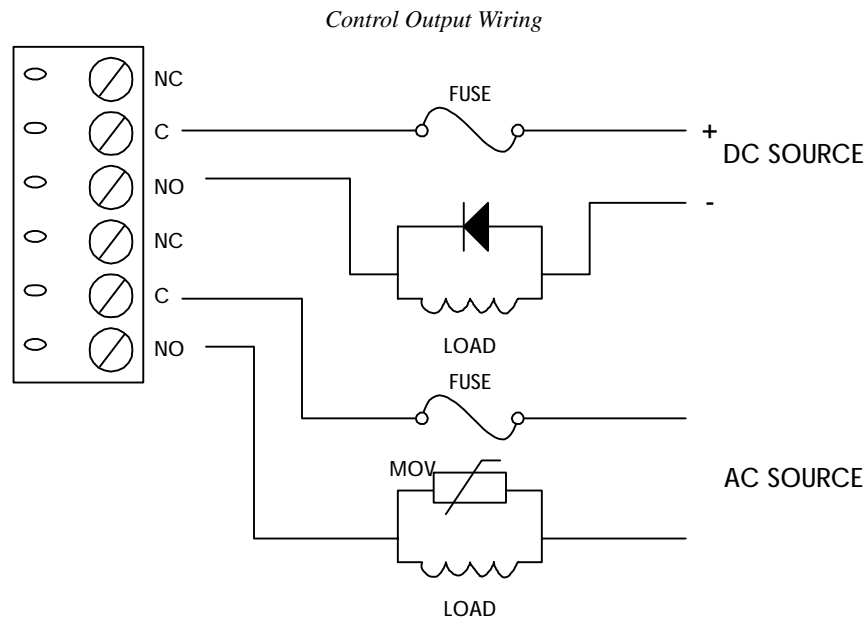 Control Output Wiring
NC
FUSE
C
+
DC SOURCE
NO
-
NC
C
LOAD
NO
FUSE
MOV
AC SOURCE
LOAD